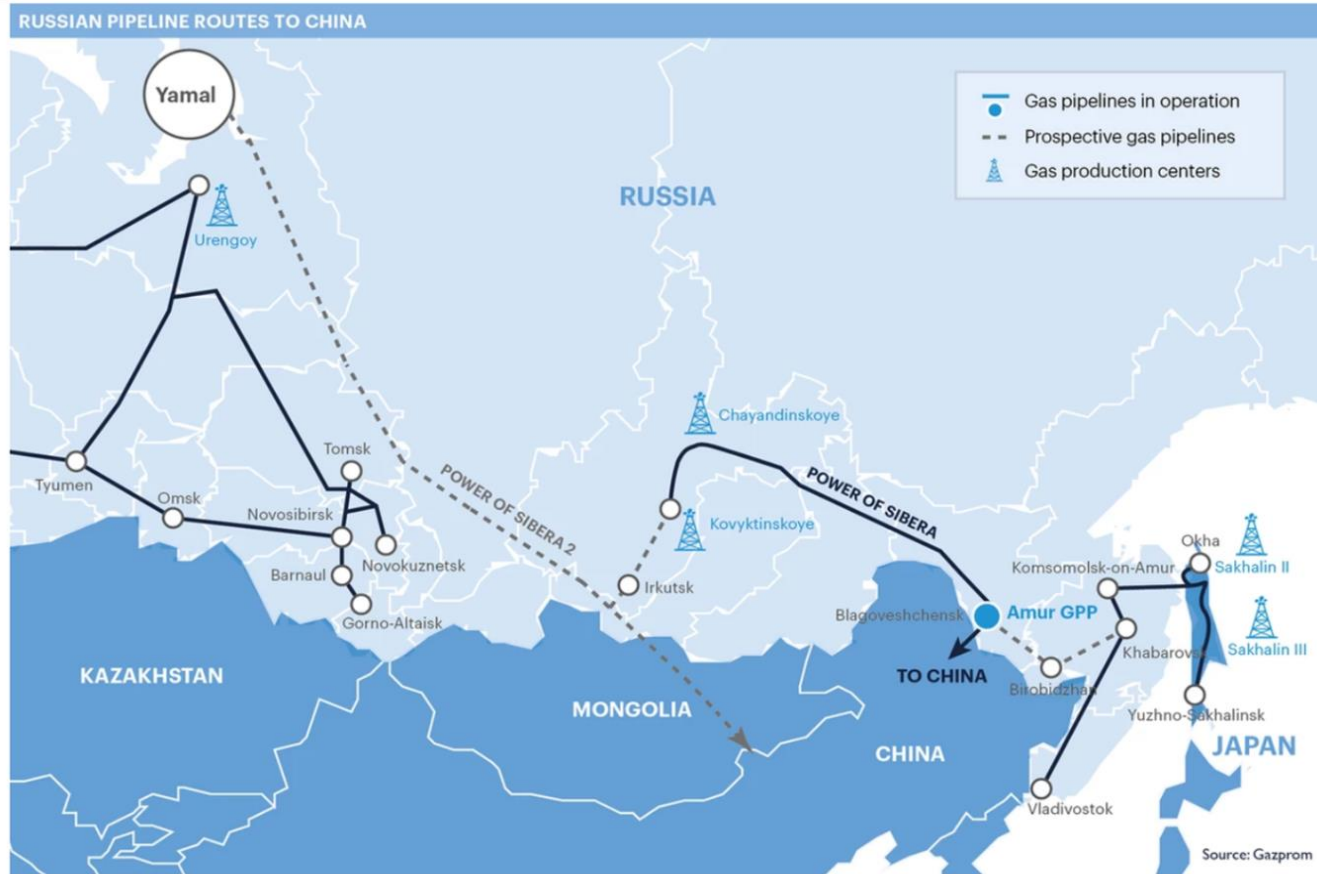 RUSSIAN PIPELINE ROUTES TO CHINA
Yamal
Gas pipelines in operation
Prospective gas pipelines
Gas production centers
RUSSIA
Urengoy
Chayandinskoye
Tomsk
Tyumen
Omsk
POWER OF SIBERA 2
POWER OF SIBERA
Novosibirsk
Kovyktinskoye
Okha
Novokuznetsk
Komsomolsk-on-Amur
Sakhalin II
Barnaul
Irkutsk
Blagoveshchensk
Amur GPP
Gorno-Altaisk
Khabarovsk
Sakhalin III
KAZAKHSTAN
TO CHINA
Birobidzhan
MONGOLIA
Yuzhno-Sakhalinsk
CHINA
JAPAN
Vladivostok
Source: Gazprom